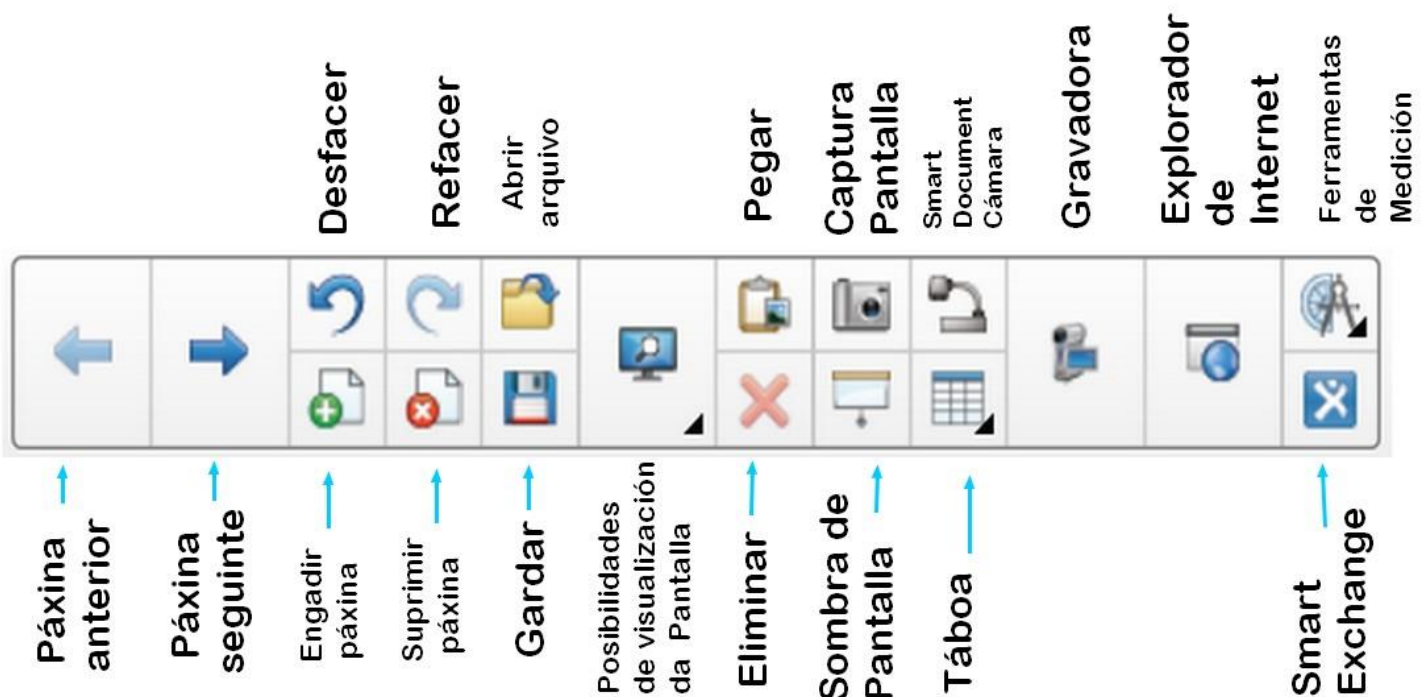 Desfacer
Refacer
Abrir
arquivo
Pegar
Captura
Pantalla
Smart
Document
Cámara
Gravadora
Explorador
de
Internet
Ferramentas
de
Medición
Páxina
anterior
Páxina
seguinte
Engadir
páxina
Suprimir
páxina
Gardar
Posibilidades
de visualización
da Pantalla
Eliminar
Sombra de
Pantalla
Táboa
Smart
Exchange